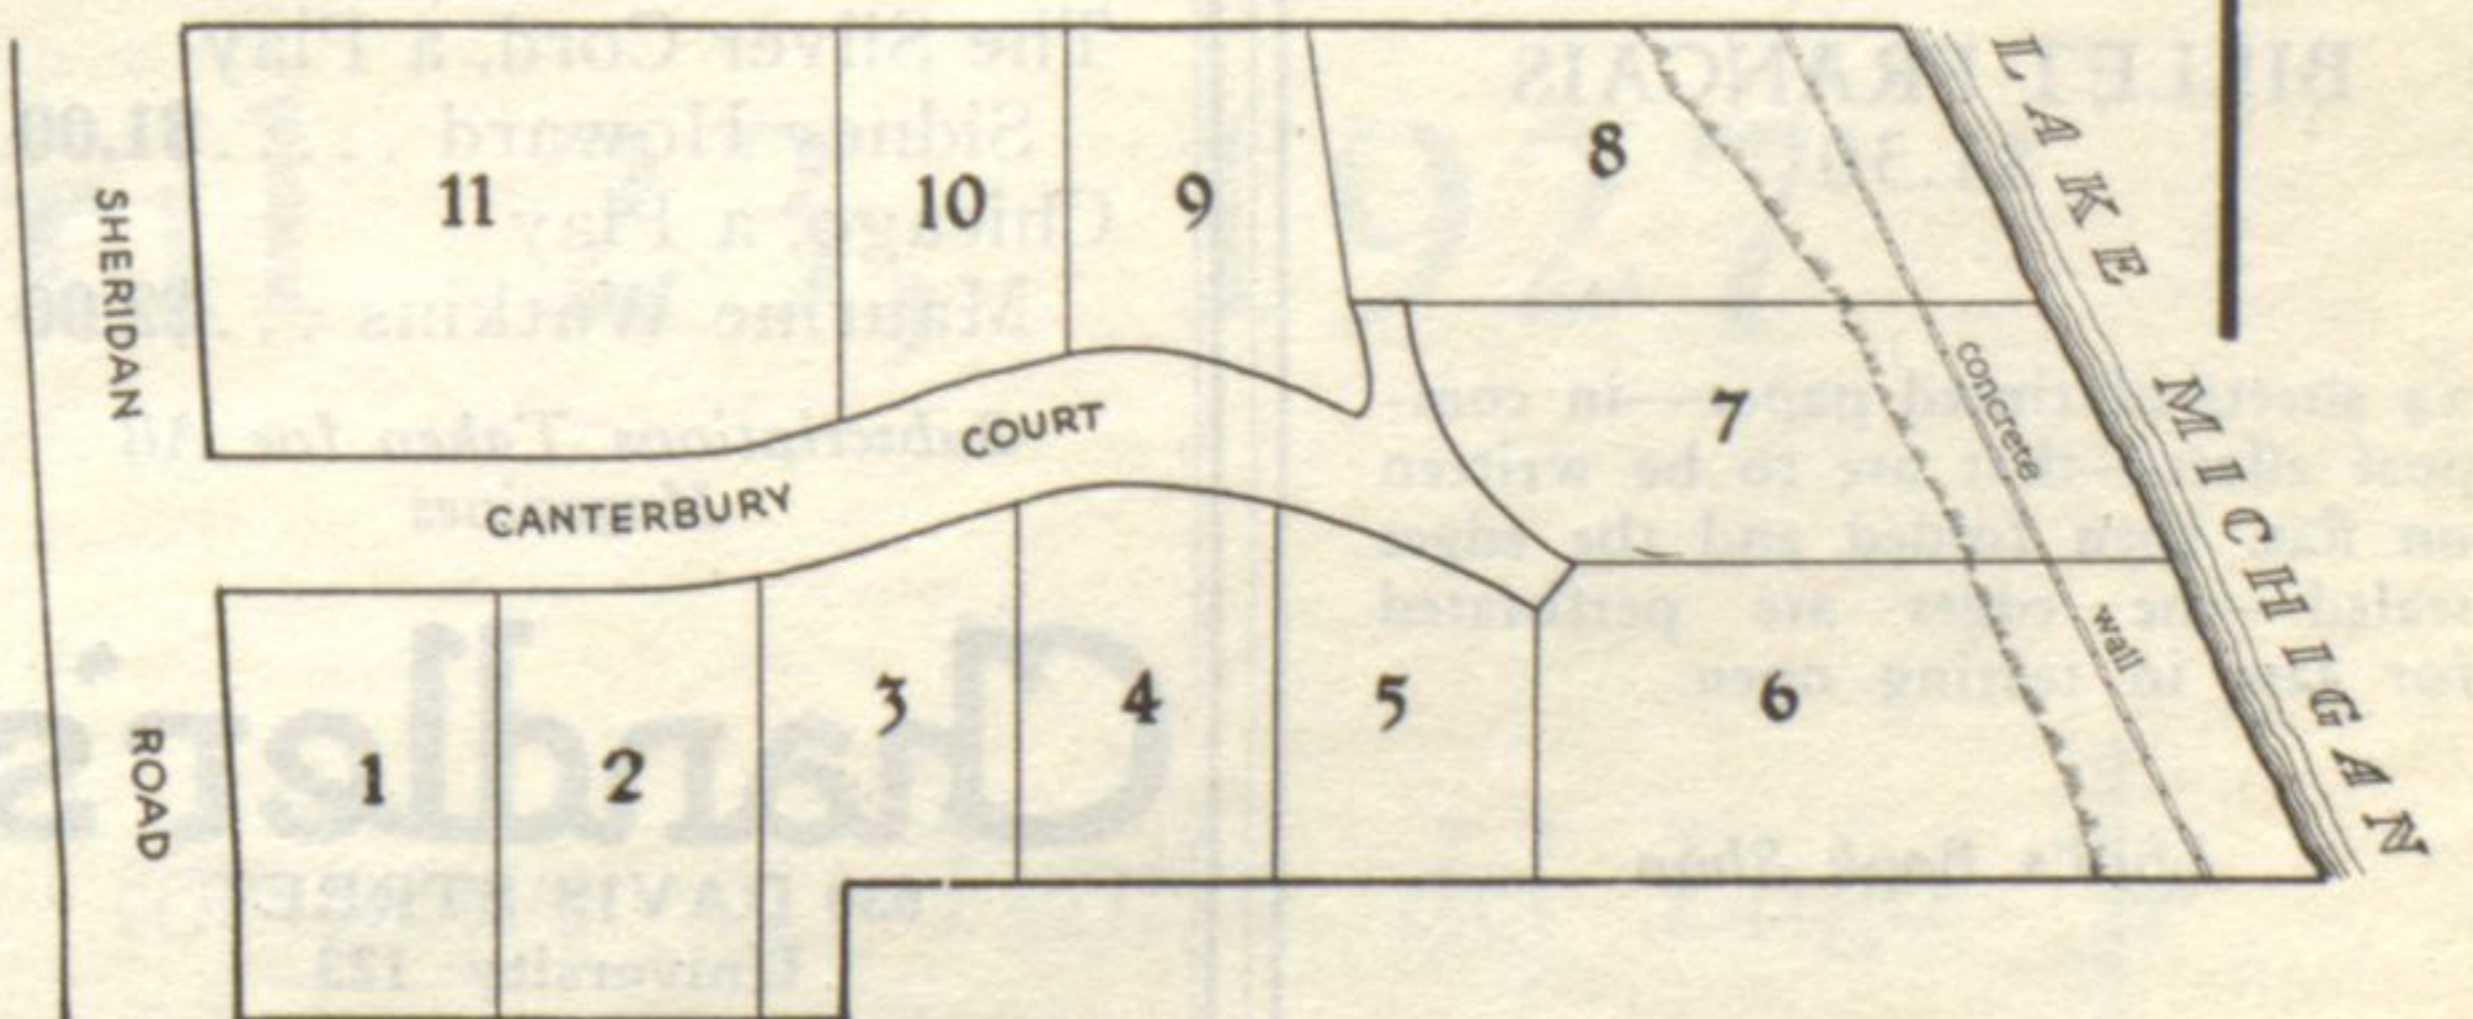 LAKE MICHIGAN
11
10
9
8
SHERIDAN
ROAD
COURT
CANTERBURY
concrete
wall
7
1
2
3
4
5
6